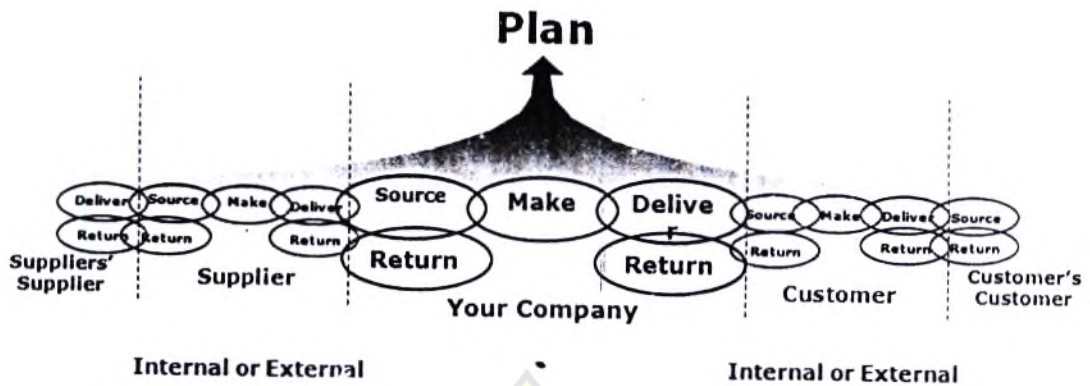 Plan
Deliver Source Make Deliver Source Make Delive
r Source Make Deliver Source
Return Return Return Return Return Return Return Return
Suppliers'
Supplier
Supplier
Your Company
Customer
Customer's
Customer
Internal or External
Internal or External